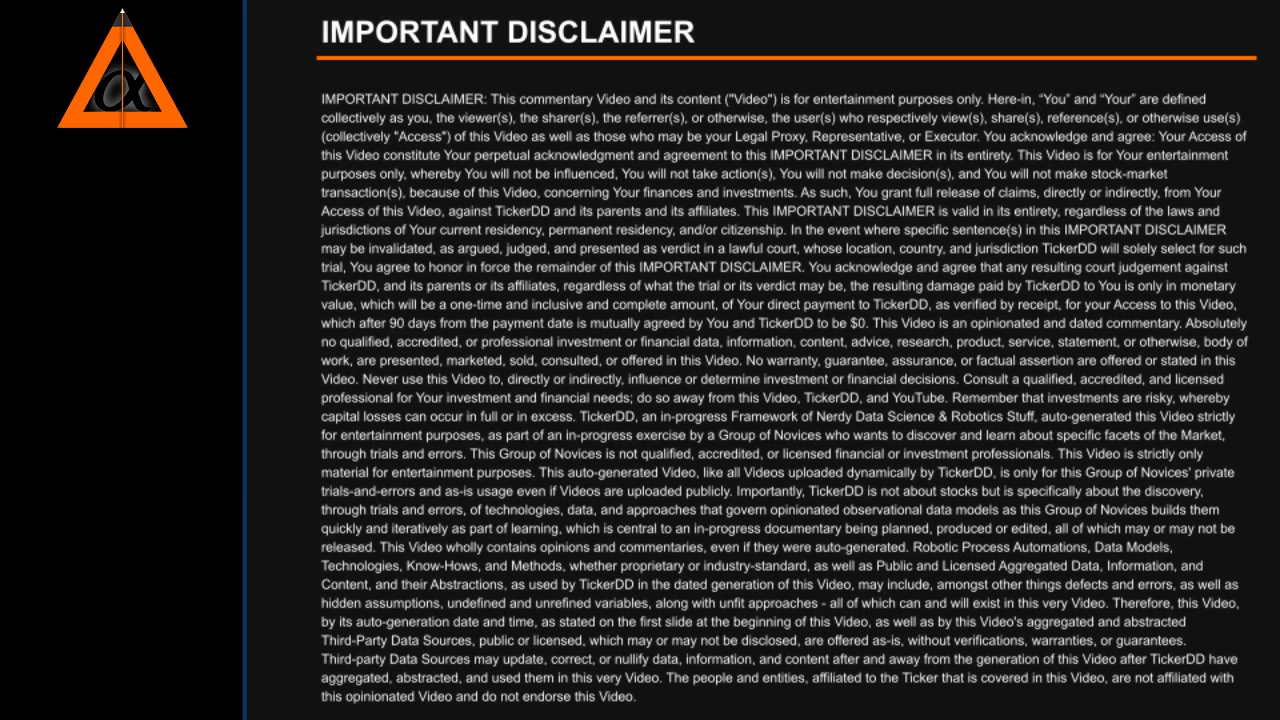 IMPORTANT DISCLAIMER
IMPORTANT DISCLAIMER: This commentary Video and its content ("Video") is for entertainment purposes only. Here-in, “You” and “Your” are defined
collectively as you, the viewer(s), the sharer(s), the referrer(s), or otherwise, the user(s) who respectively view(s), share(s), reference(s), or otherwise use(s)
(collectively "Access") of this Video as well as those who may be your Legal Proxy, Representative, or Executor. You acknowledge and agree: Your Access of
this Video constitute Your perpetual acknowledgment and agreement to this IMPORTANT DISCLAIMER in its entirety. This Video is for Your entertainment
purposes only, whereby You will not be influenced, You will not take action(s), You will not make decision(s), and You will not make stock-market
transaction(s), because of this Video, concerning Your finances and investments. As such, You grant full release of claims, directly or indirectly, from Your
Access of this Video, against TickerDD and its parents and its affiliates. This IMPORTANT DISCLAIMER is valid in its entirety, regardless of the laws and
jurisdictions of Your current residency, permanent residency, and/or citizenship. In the event where specific sentence(s) in this IMPORTANT DISCLAIMER
may be invalidated, as argued, judged, and presented as verdict in a lawful court, whose location, country, and jurisdiction TickerDD will solely select for such
trial, You agree to honor in force the remainder of this IMPORTANT DISCLAIMER. You acknowledge and agree that any resulting court judgement against
TickerDD, and its parents or its affiliates, regardless of what the trial or its verdict may be, the resulting damage paid by TickerDD to You is only in monetary
value, which will be a one-time and inclusive and complete amount, of Your direct payment to TickerDD, as verified by receipt, for your Access to this Video,
which after 90 days from the payment date is mutually agreed by You and TickerDD to be $0. This Video is an opinionated and dated commentary. Absolutely
no qualified, accredited, or professional investment or financial data, information, content, advice, research, product, service, statement, or otherwise, body of
work, are presented, marketed, sold, consulted, or offered in this Video. No warranty, guarantee, assurance, or factual assertion are offered or stated in this
Video. Never use this Video to, directly or indirectly, influence or determine investment or financial decisions. Consult a qualified, accredited, and licensed
professional for Your investment and financial needs; do so away from this Video, TickerDD, and YouTube. Remember that investments are risky, whereby
capital losses can occur in full or in excess. TickerDD, an in-progress Framework of Nerdy Data Science & Robotics Stuff, auto-generated this Video strictly
for entertainment purposes, as part of an in-progress exercise by a Group of Novices who wants to discover and learn about specific facets of the Market,
through trials and errors. This Group of Novices is not qualified, accredited, or licensed financial or investment professionals. This Video is strictly only
material for entertainment purposes. This auto-generated Video, like all Videos uploaded dynamically by TickerDD, is only for this Group of Novices' private
trials-and-errors and as-is usage even if Videos are uploaded publicly. Importantly, TickerDD is not about stocks but is specifically about the discovery,
through trials and errors, of technologies, data, and approaches that govern opinionated observational data models as this Group of Novices builds them
quickly and iteratively as part of learning, which is central to an in-progress documentary being planned, produced or edited, all of which may or may not be
released. This Video wholly contains opinions and commentaries, even if they were auto-generated. Robotic Process Automations, Data Models,
Technologies, Know-Hows, and Methods, whether proprietary or industry-standard, as well as Public and Licensed Aggregated Data, Information, and
Content, and their Abstractions, as used by TickerDD in the dated generation of this Video, may include, amongst other things defects and errors, as well as
hidden assumptions, undefined and unrefined variables, along with unfit approaches - all of which can and will exist in this very Video. Therefore, this Video,
by its auto-generation date and time, as stated on the first slide at the beginning of this Video, as well as by this Video's aggregated and abstracted
Third-Party Data Sources, public or licensed, which may or may not be disclosed, are offered as-is, without verifications, warranties, or guarantees.
Third-party Data Sources may update, correct, or nullify data, information, and content after and away from the generation of this Video after TickerDD have
aggregated, abstracted, and used them in this very Video. The people and entities, affiliated to the Ticker that is covered in this Video, are not affiliated with
this opinionated Video and do not endorse this Video.